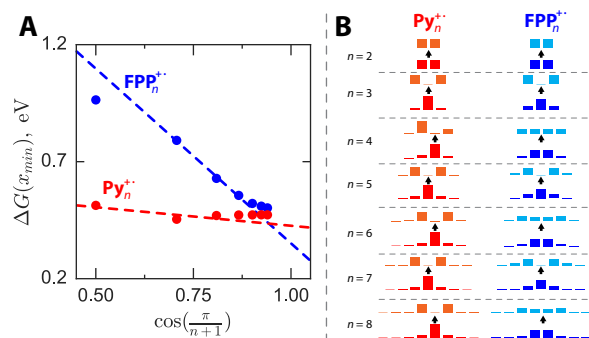 A
1.2
0.7
0.2
ΔG(x_min), eV
FPP_n^+·
Py_n^+·
0.50
0.75
1.00
cos(π/(n+1))
B
Py_n^+·
FPP_n^+·
n = 2
n = 3
n = 4
n = 5
n = 6
n = 7
n = 8